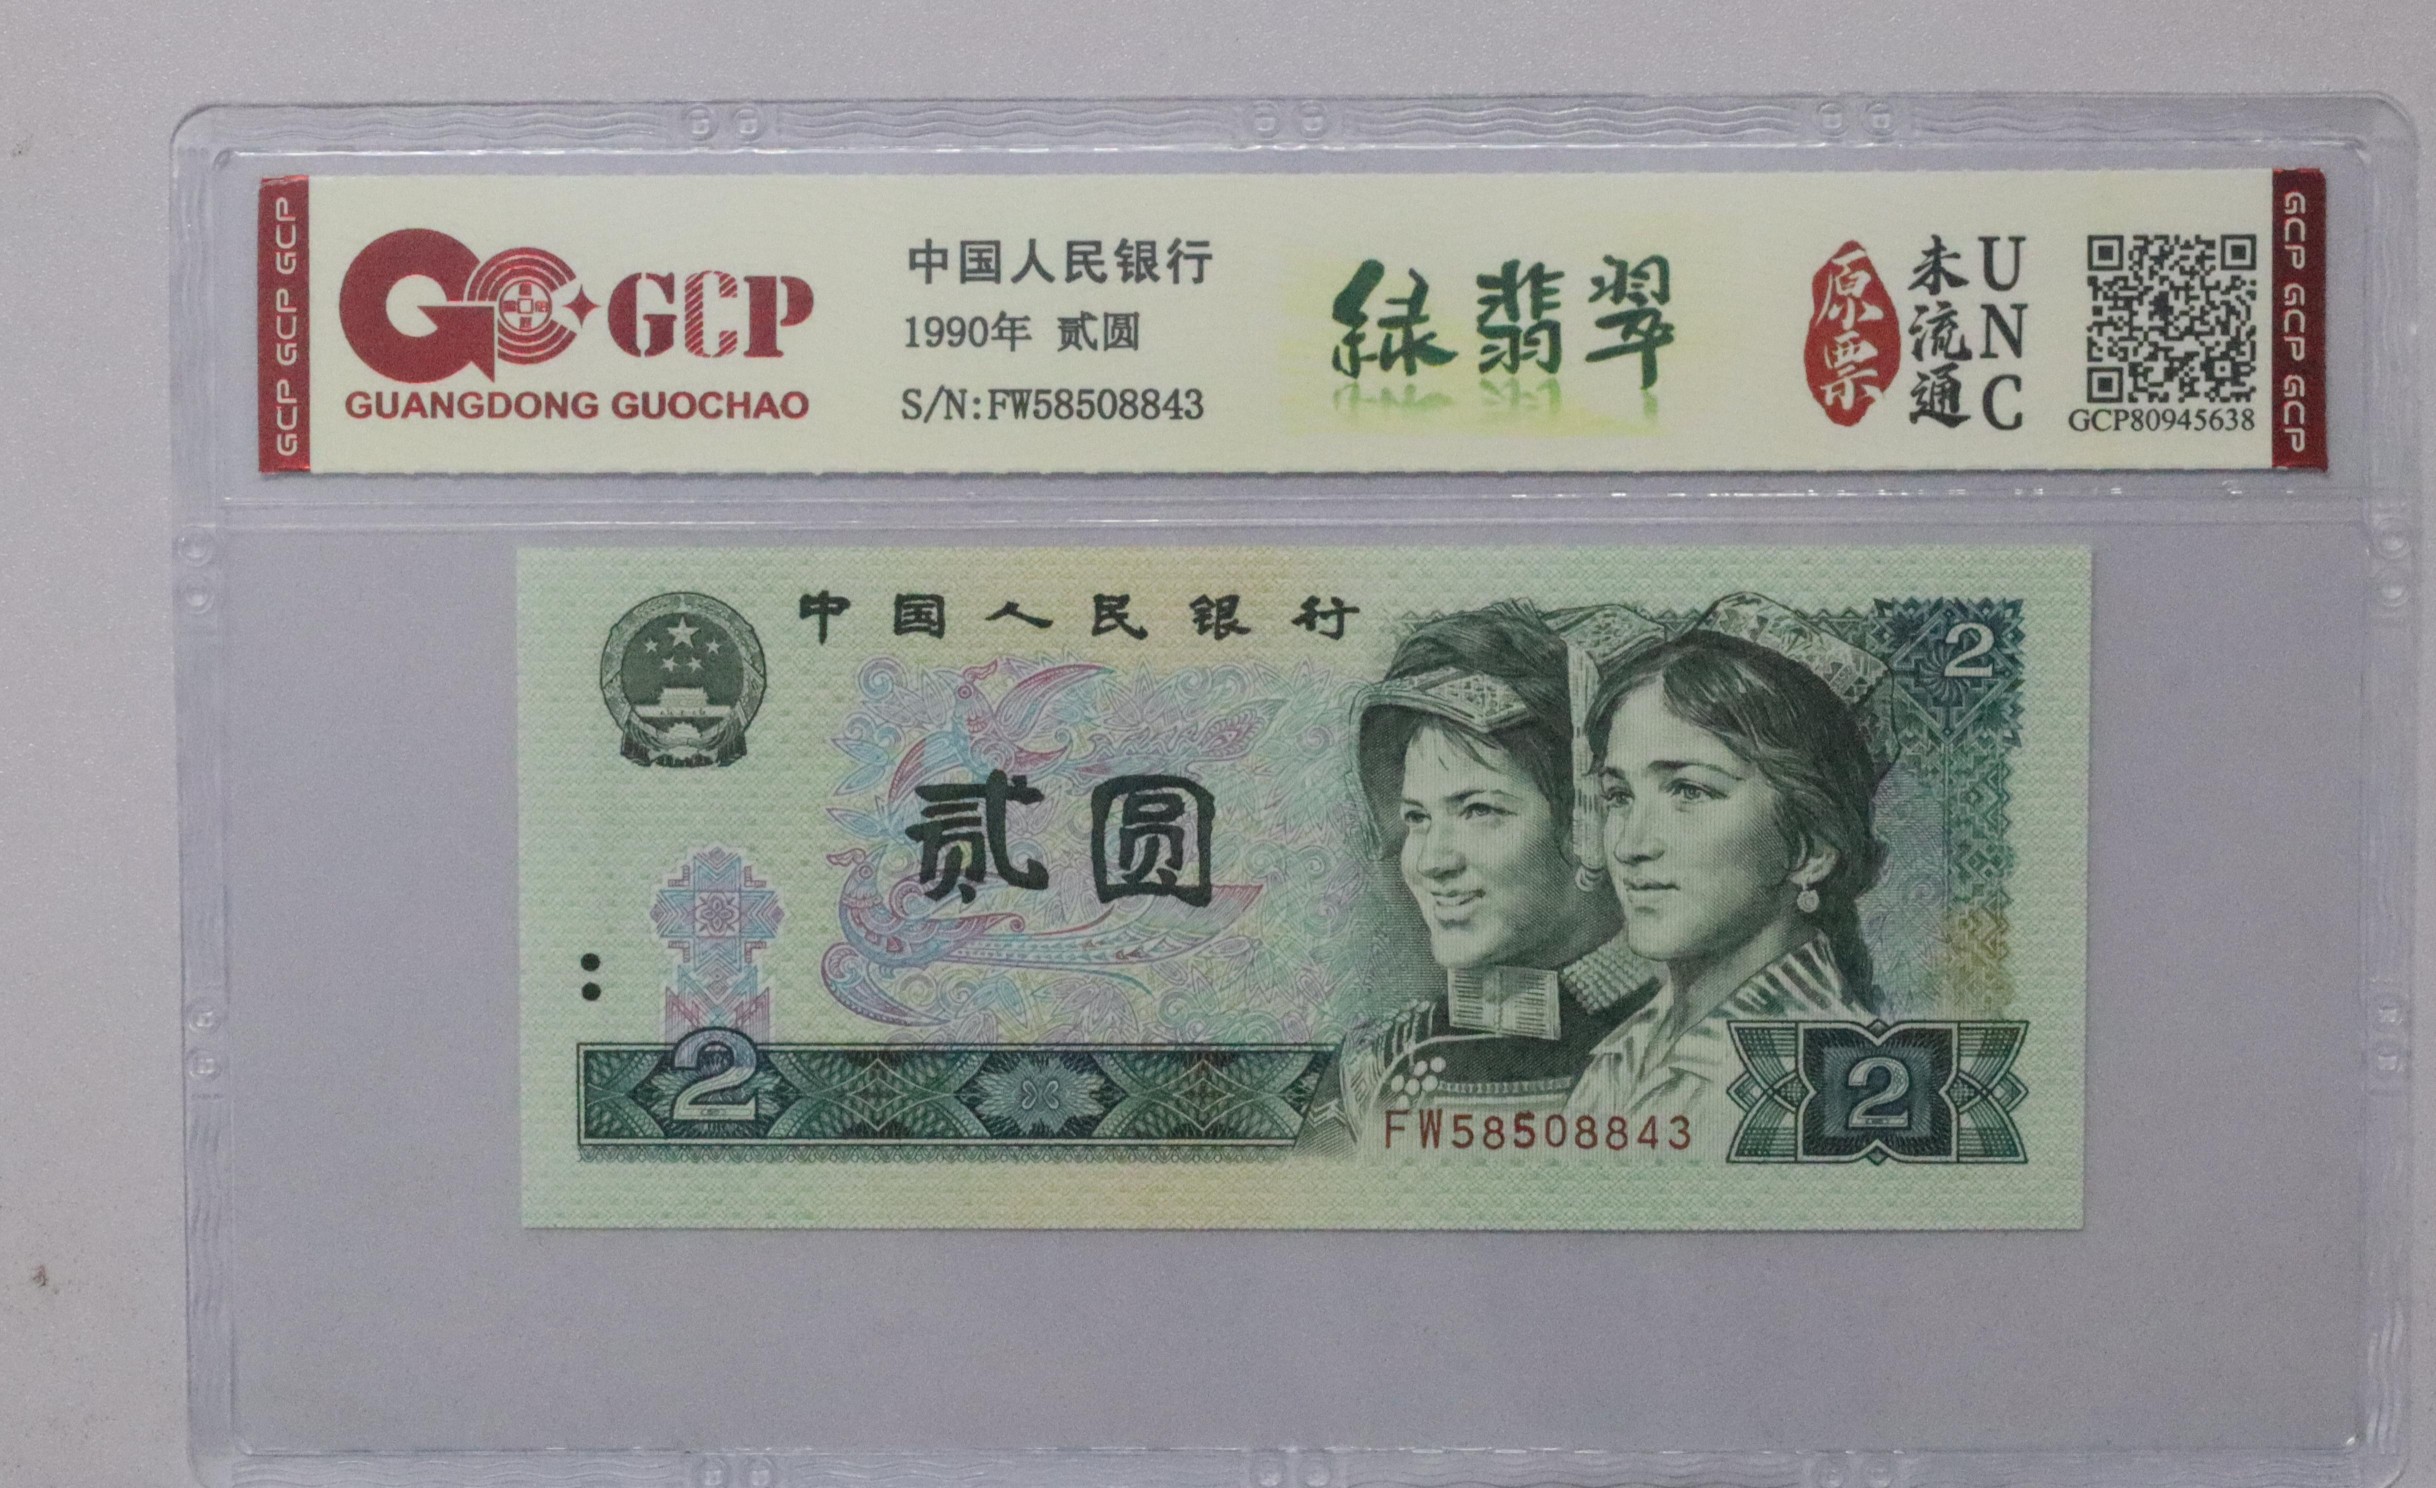 GCP GCP GCP
GCP
GUANGDONG GUOCHAO
中国人民银行
1990年 贰圆
S/N:FW58508843
緑翡翠
原票
未流通
UNC
GCP80945638
GCP GCP GCP
中国人民银行
2
贰圆
2
FW58508843
2